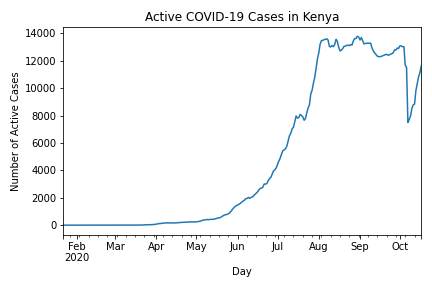 Active COVID-19 Cases in Kenya
Number of Active Cases
14000
12000
10000
8000
6000
4000
2000
0
Feb Mar Apr May Jun Jul Aug Sep Oct
2020
Day